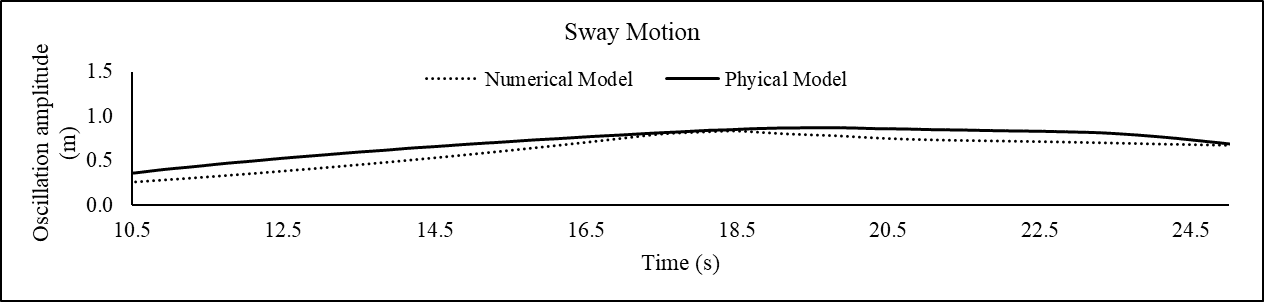 Sway Motion
Oscillation amplitude
(m)
1.5
1.0
0.5
0.0
Numerical Model
Phyical Model
10.5 12.5 14.5 16.5 18.5 20.5 22.5 24.5
Time (s)